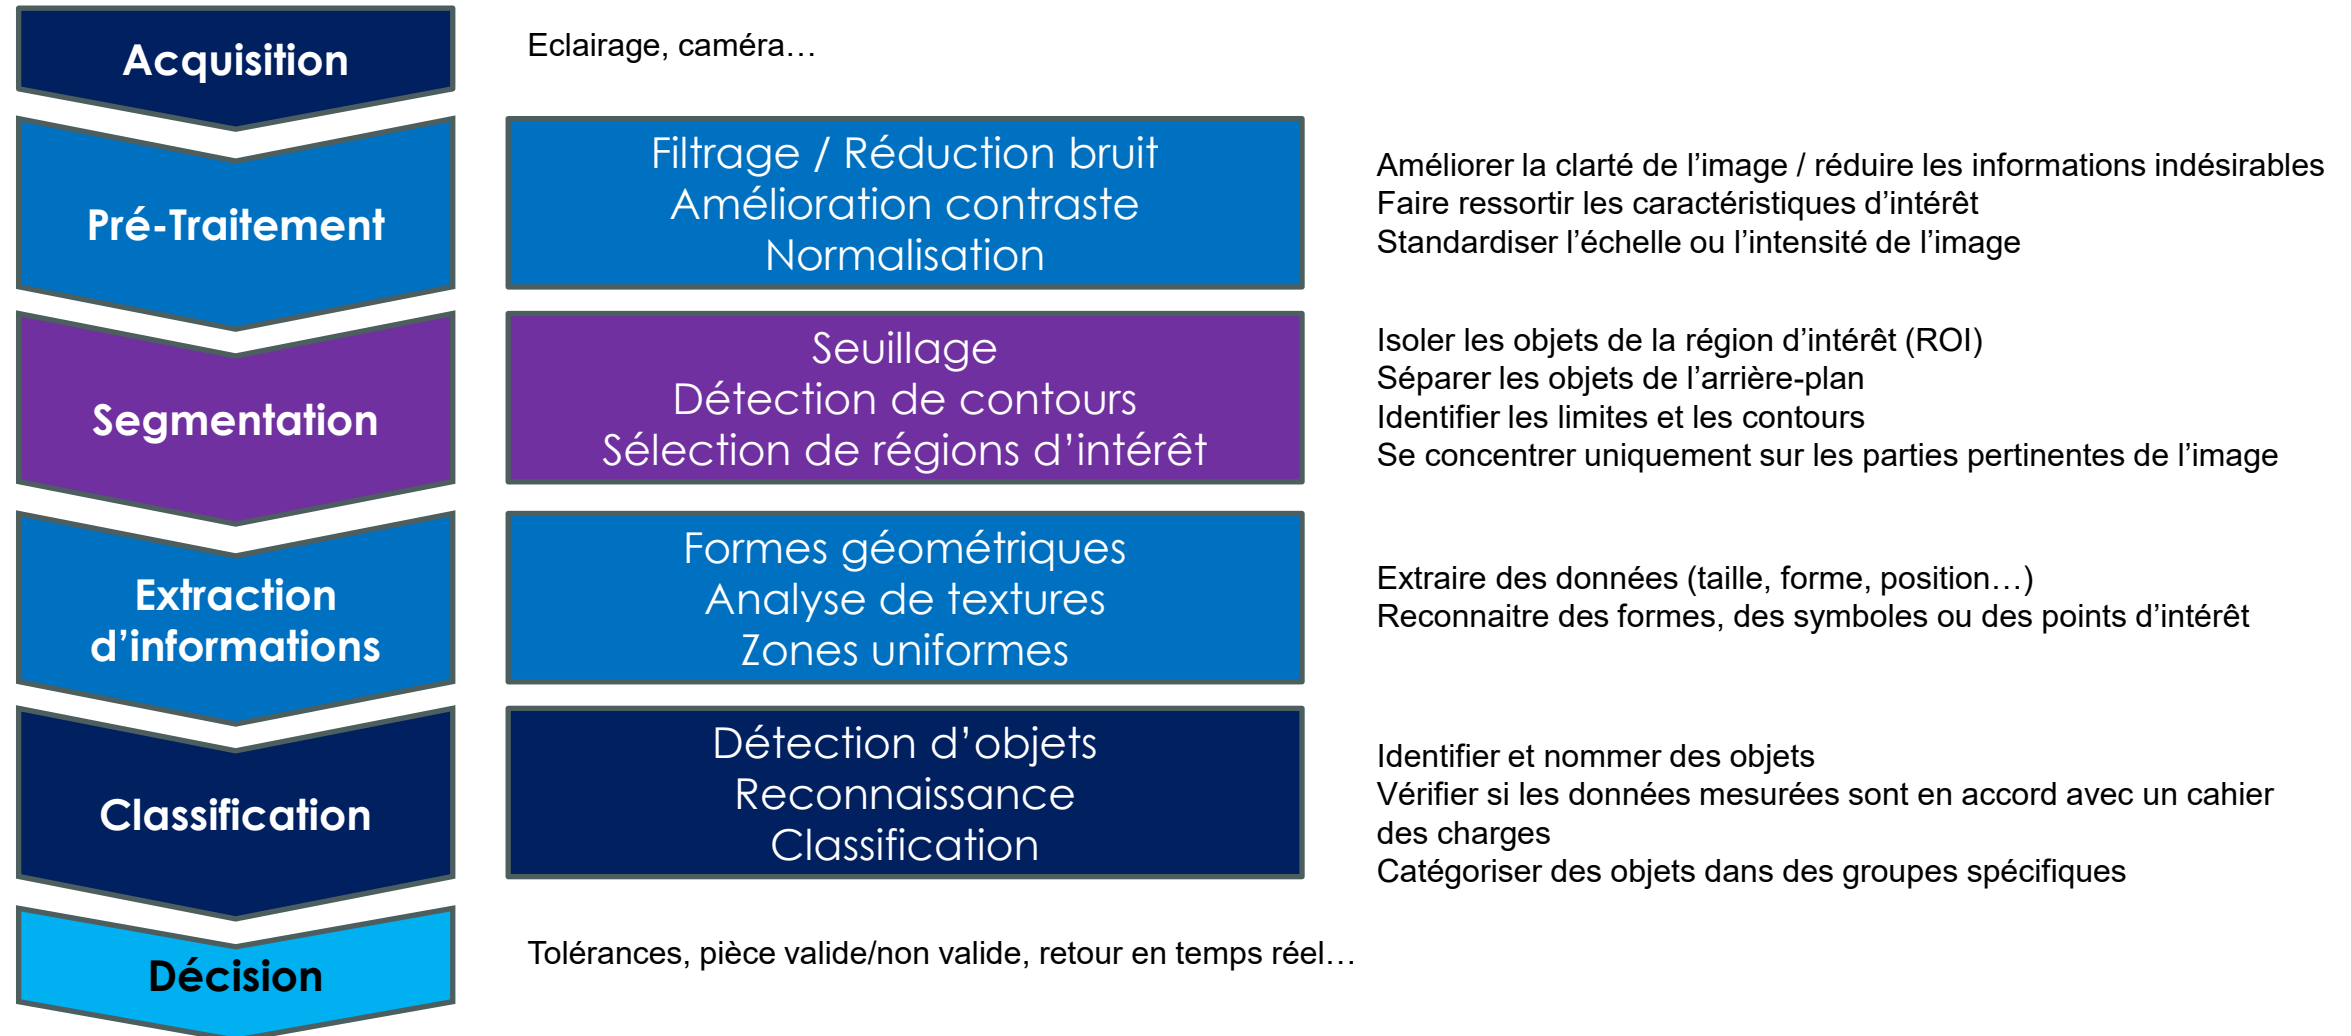 Acquisition
Eclairage, caméra…
Pré-Traitement
Filtrage / Réduction bruit
Amélioration contraste
Normalisation
Améliorer la clarté de l’image / réduire les informations indésirables
Faire ressortir les caractéristiques d’intérêt
Standardiser l’échelle ou l’intensité de l’image
Segmentation
Seuillage
Détection de contours
Sélection de régions d’intérêt
Isoler les objets de la région d’intérêt (ROI)
Séparer les objets de l’arrière-plan
Identifier les limites et les contours
Se concentrer uniquement sur les parties pertinentes de l’image
Extraction
d’informations
Formes géométriques
Analyse de textures
Zones uniformes
Extraire des données (taille, forme, position…)
Reconnaitre des formes, des symboles ou des points d’intérêt
Classification
Détection d’objets
Reconnaissance
Classification
Identifier et nommer des objets
Vérifier si les données mesurées sont en accord avec un cahier
des charges
Catégoriser des objets dans des groupes spécifiques
Décision
Tolérances, pièce valide/non valide, retour en temps réel…